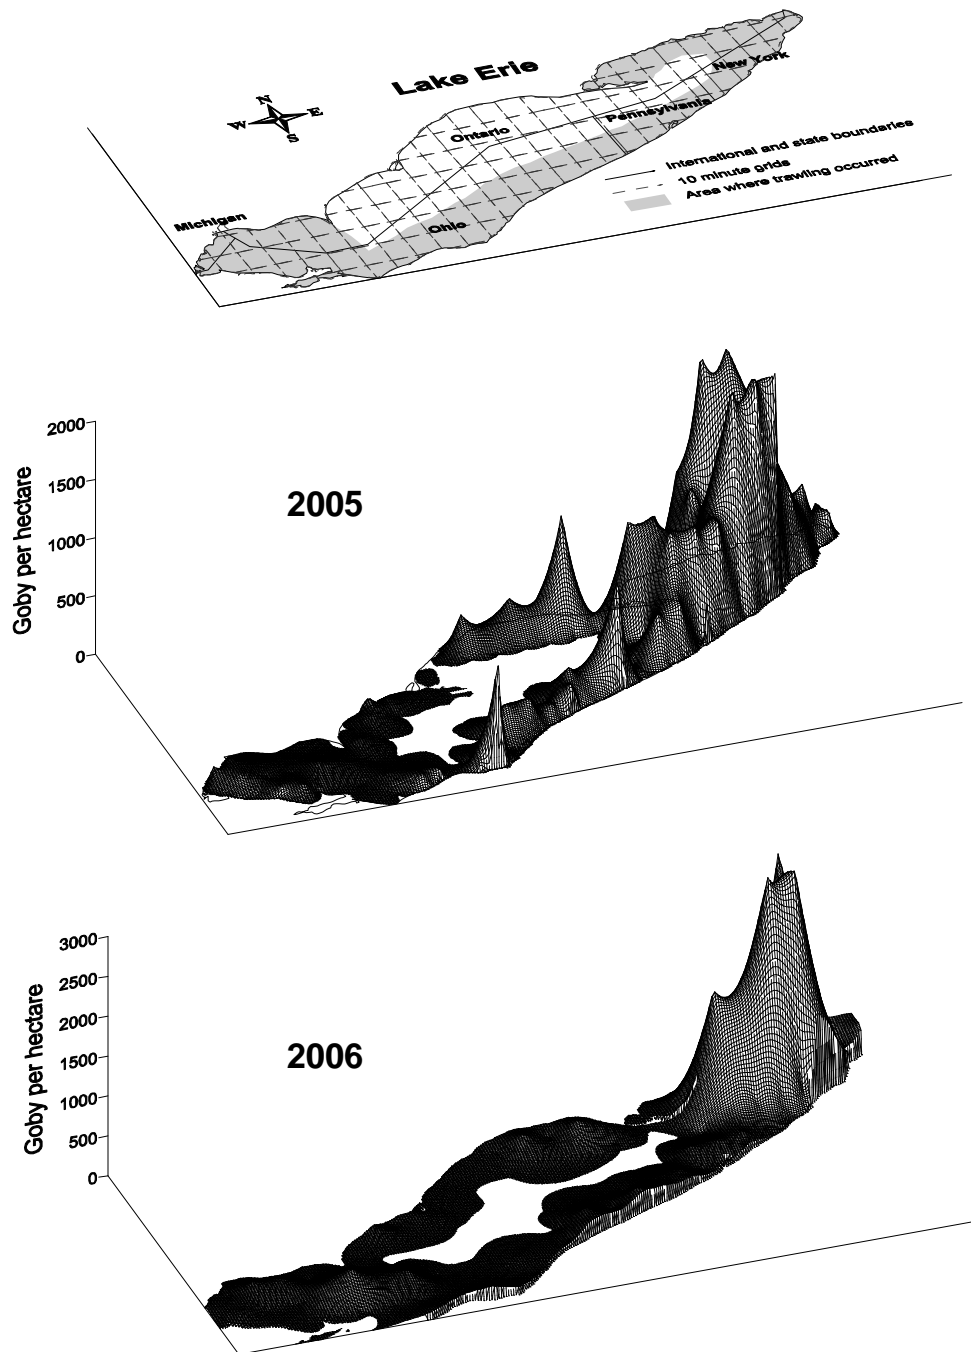 Lake Erie
N
W E
S
New York
Pennsylvania
Ontario
International and state boundaries
10 minute grids
Area where trawling occurred
Michigan
Ohio
2000
1500
1000
500
0
Goby per hectare
2005
3000
2500
2000
1500
1000
500
0
Goby per hectare
2006